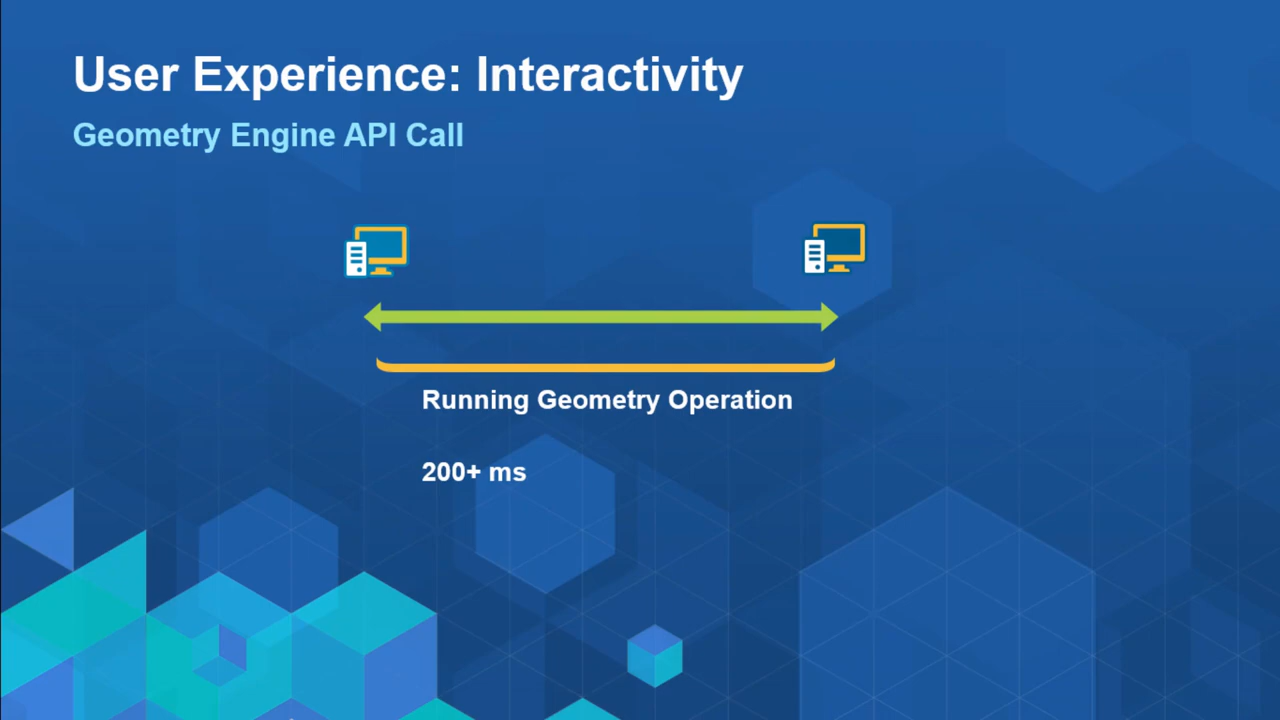 User Experience: Interactivity
Geometry Engine API Call
Running Geometry Operation
200+ ms